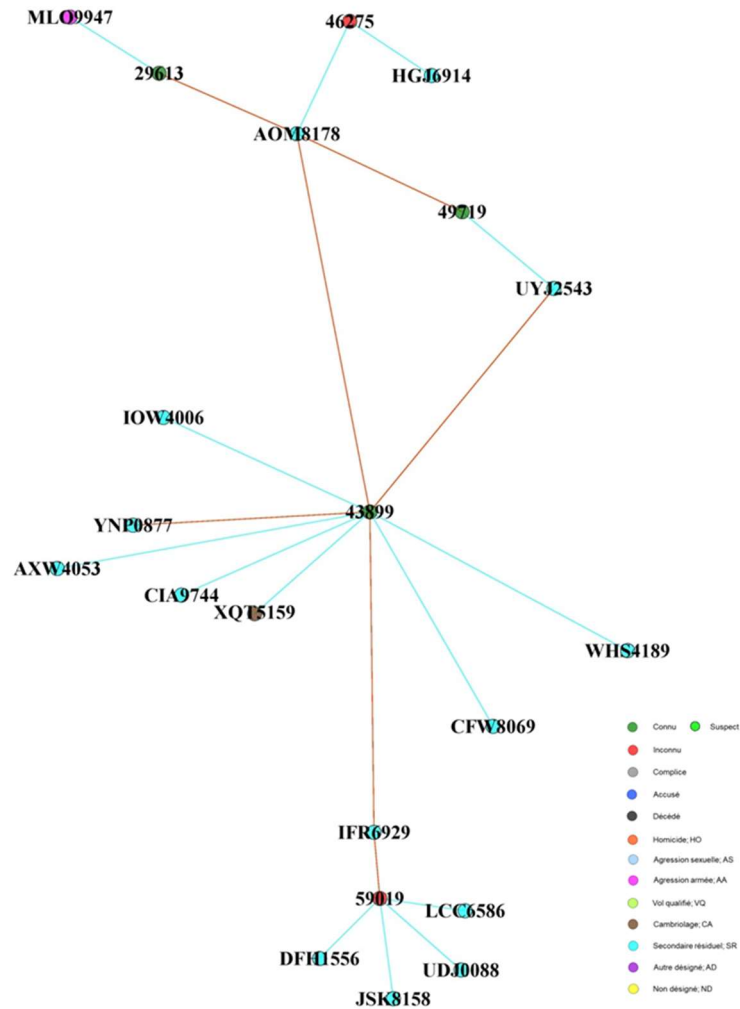 MLO9947
46275
29613
HGJ6914
AOM8178
49719
UYJ2543
IOW4006
43899
YNP0877
AXW4053
CIA9744
XQT5159
WHS4189
CFW8069
IFR6929
59019
LCC6586
DFH1556
UDJ0088
JSK8158
Connu Suspect
Inconnu
Complice
Accusé
Décédé
Homicide; HO
Agression sexuelle; AS
Agression armée; AA
Vol qualifié; VQ
Cambriolage; CA
Secondaire résiduel; SR
Autre désigné; AD
Non désigné; ND